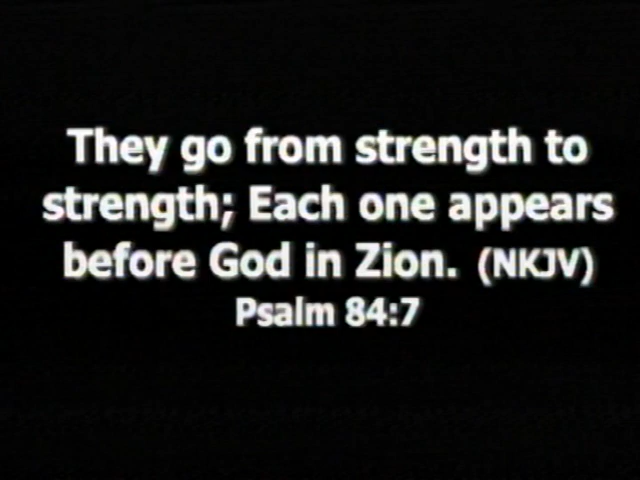 They go from strength to
strength; Each one appears
before God in Zion. (NKJV)
Psalm 84:7